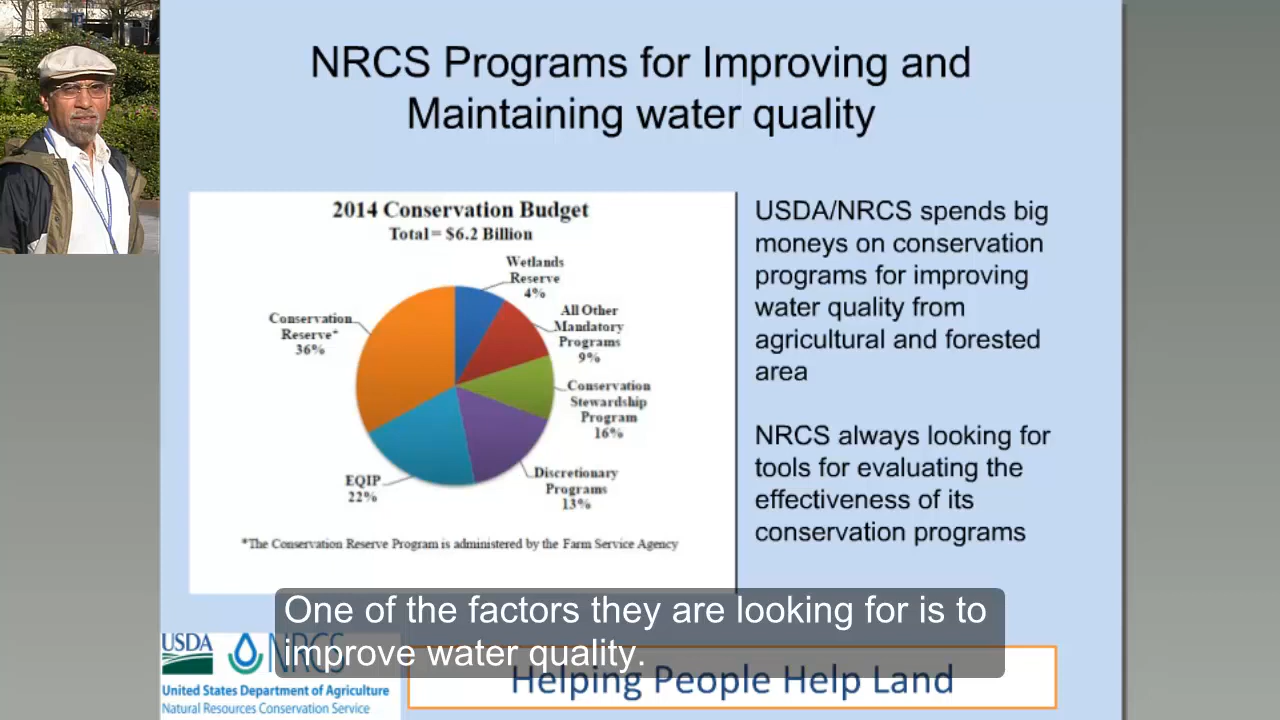 NRCS Programs for Improving and
Maintaining water quality
2014 Conservation Budget
Total = $6.2 Billion
Wetlands
Reserve
4%
All Other
Mandatory
Programs
9%
Conservation
Stewardship
Program
16%
Discretionary
Programs
13%
EQIP
22%
Conservation
Reserve*
36%
*The Conservation Reserve Program is administered by the Farm Service Agency
USDA/NRCS spends big
moneys on conservation
programs for improving
water quality from
agricultural and forested
area
NRCS always looking for
tools for evaluating the
effectiveness of its
conservation programs
One of the factors they are looking for is to
improve water quality.
USDA
NRCS
United States Department of Agriculture
Natural Resources Conservation Service
Helping People Help Land